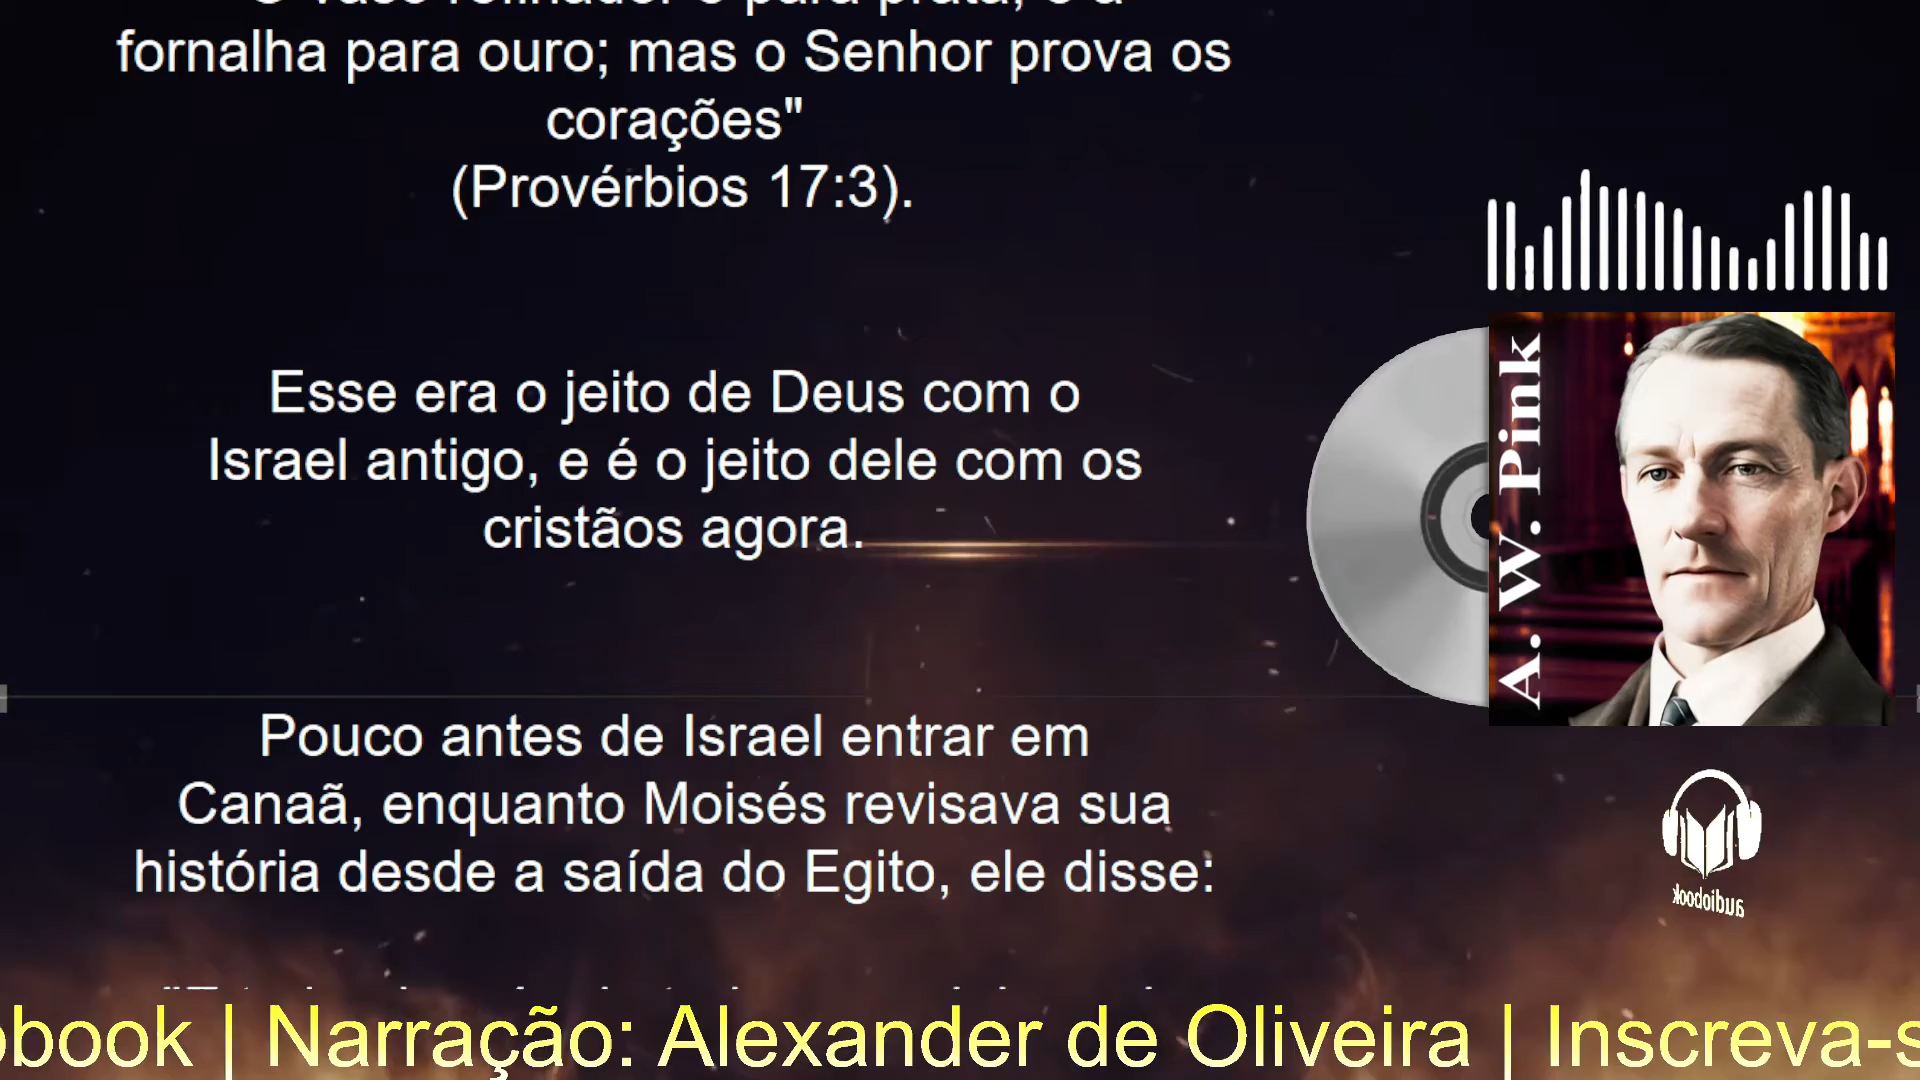 fornalha para ouro; mas o Senhor prova os
corações"
(Provérbios 17:3).
Esse era o jeito de Deus com o
Israel antigo, e é o jeito dele com os
cristãos agora.
Pouco antes de Israel entrar em
Canaã, enquanto Moisés revisava sua
história desde a saída do Egito, ele disse:
A. W. Pink
audiobook
obook | Narração: Alexander de Oliveira | Inscreva-s